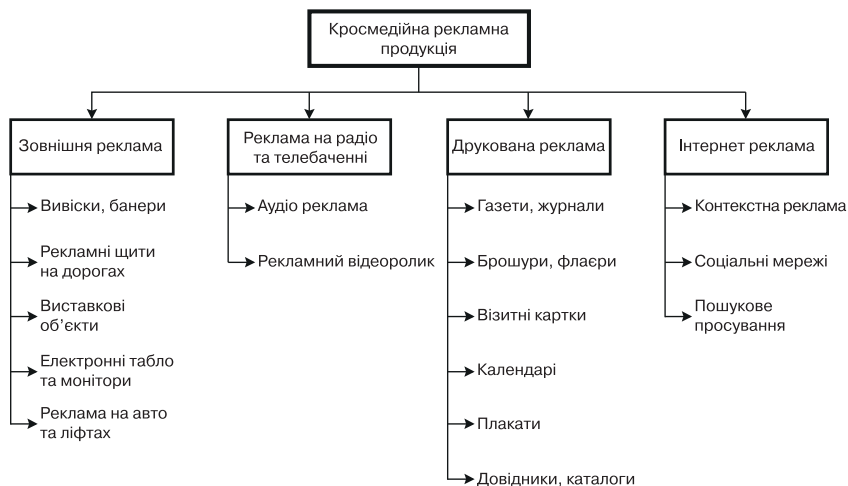 Кросмедійна рекламна
продукція
Зовнішня реклама
Вивіски, банери
Рекламні щити
на дорогах
Виставкові
об’єкти
Електронні табло
та монітори
Реклама на авто
та ліфтах
Реклама на радіо
та телебаченні
Аудіо реклама
Рекламний відеоролик
Друкована реклама
Газети, журнали
Брошури, флаєри
Візитні картки
Календарі
Плакати
Довідники, каталоги
Інтернет реклама
Контекстна реклама
Соціальні мережі
Пошукове
просування